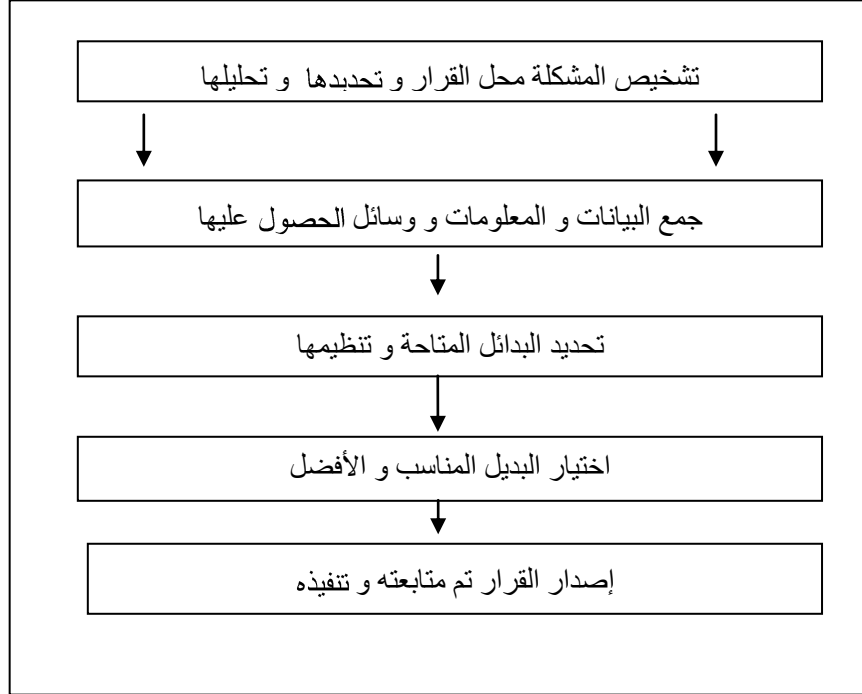 تشخيص المشكلة محل القرار و تحديدها و تحليلها
جمع البيانات و المعلومات و وسائل الحصول عليها
تحديد البدائل المتاحة و تنظيمها
اختيار البديل المناسب و الأفضل
إصدار القرار تم متابعته و تنفيذه